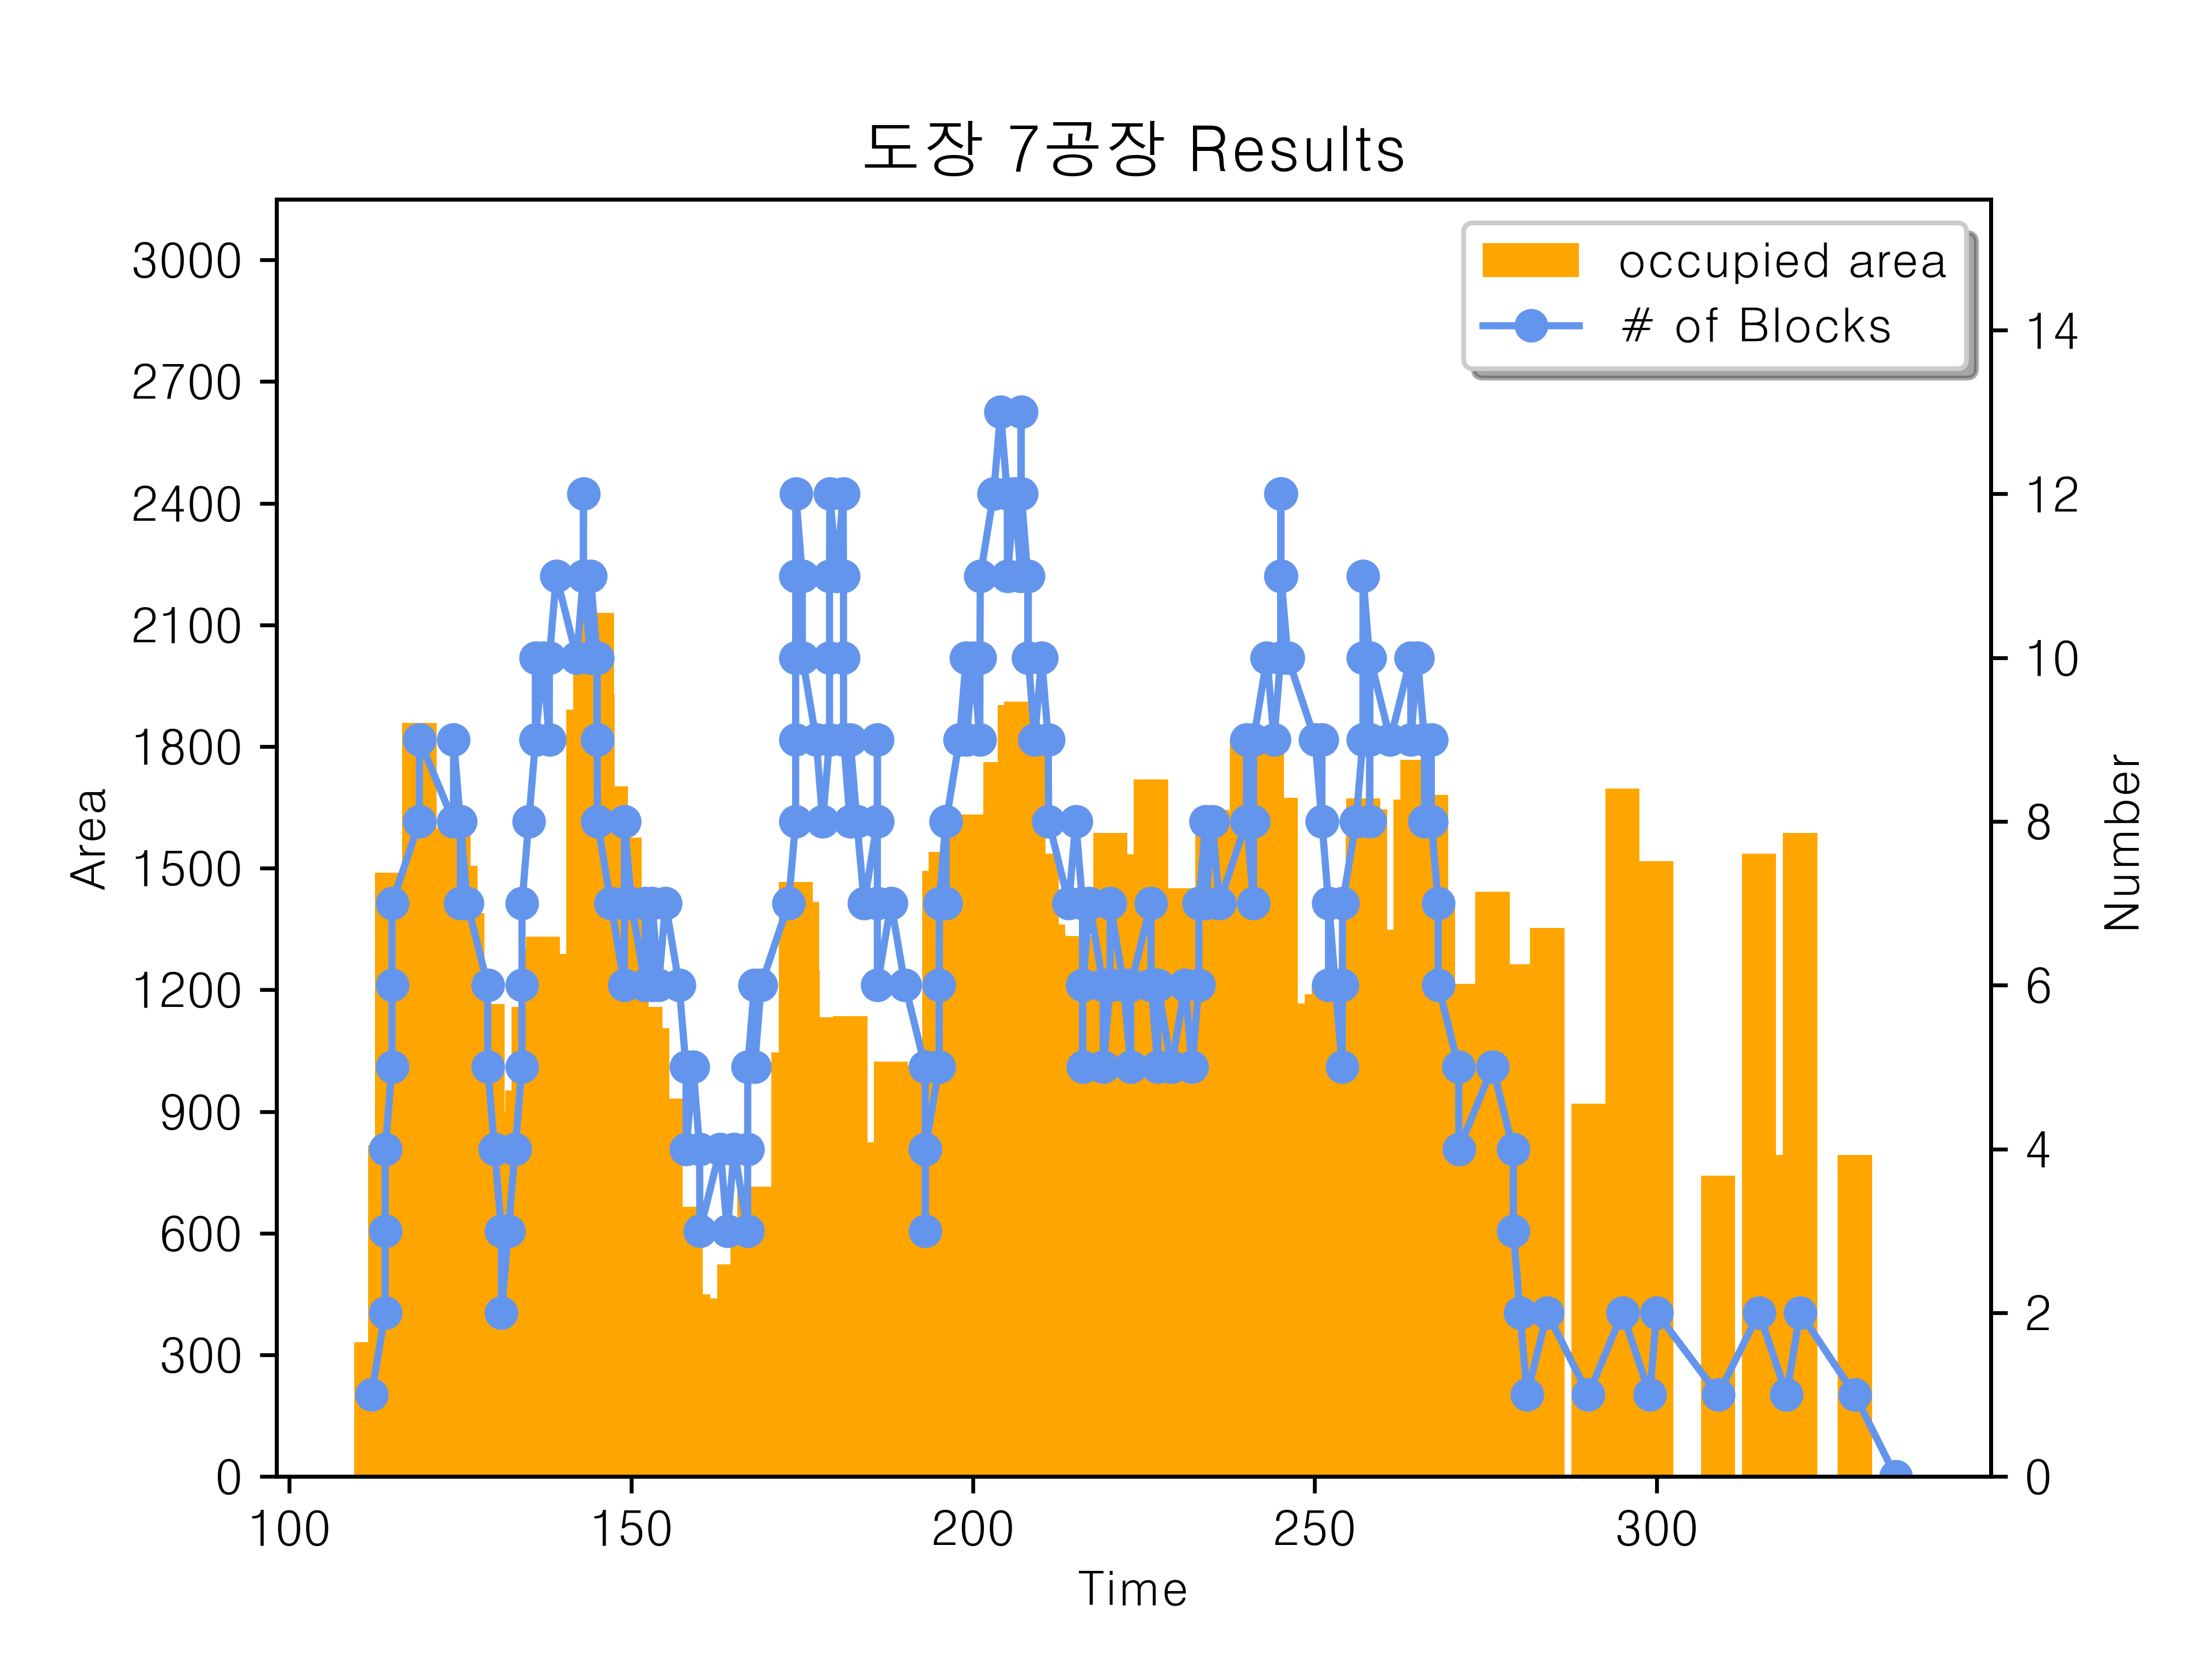 도장 7공장 Results
occupied area
# of Blocks
3000
2700
2400
2100
1800
1500
1200
900
600
300
0
Area
14
12
10
8
6
4
2
0
Number
100 150 200 250 300
Time